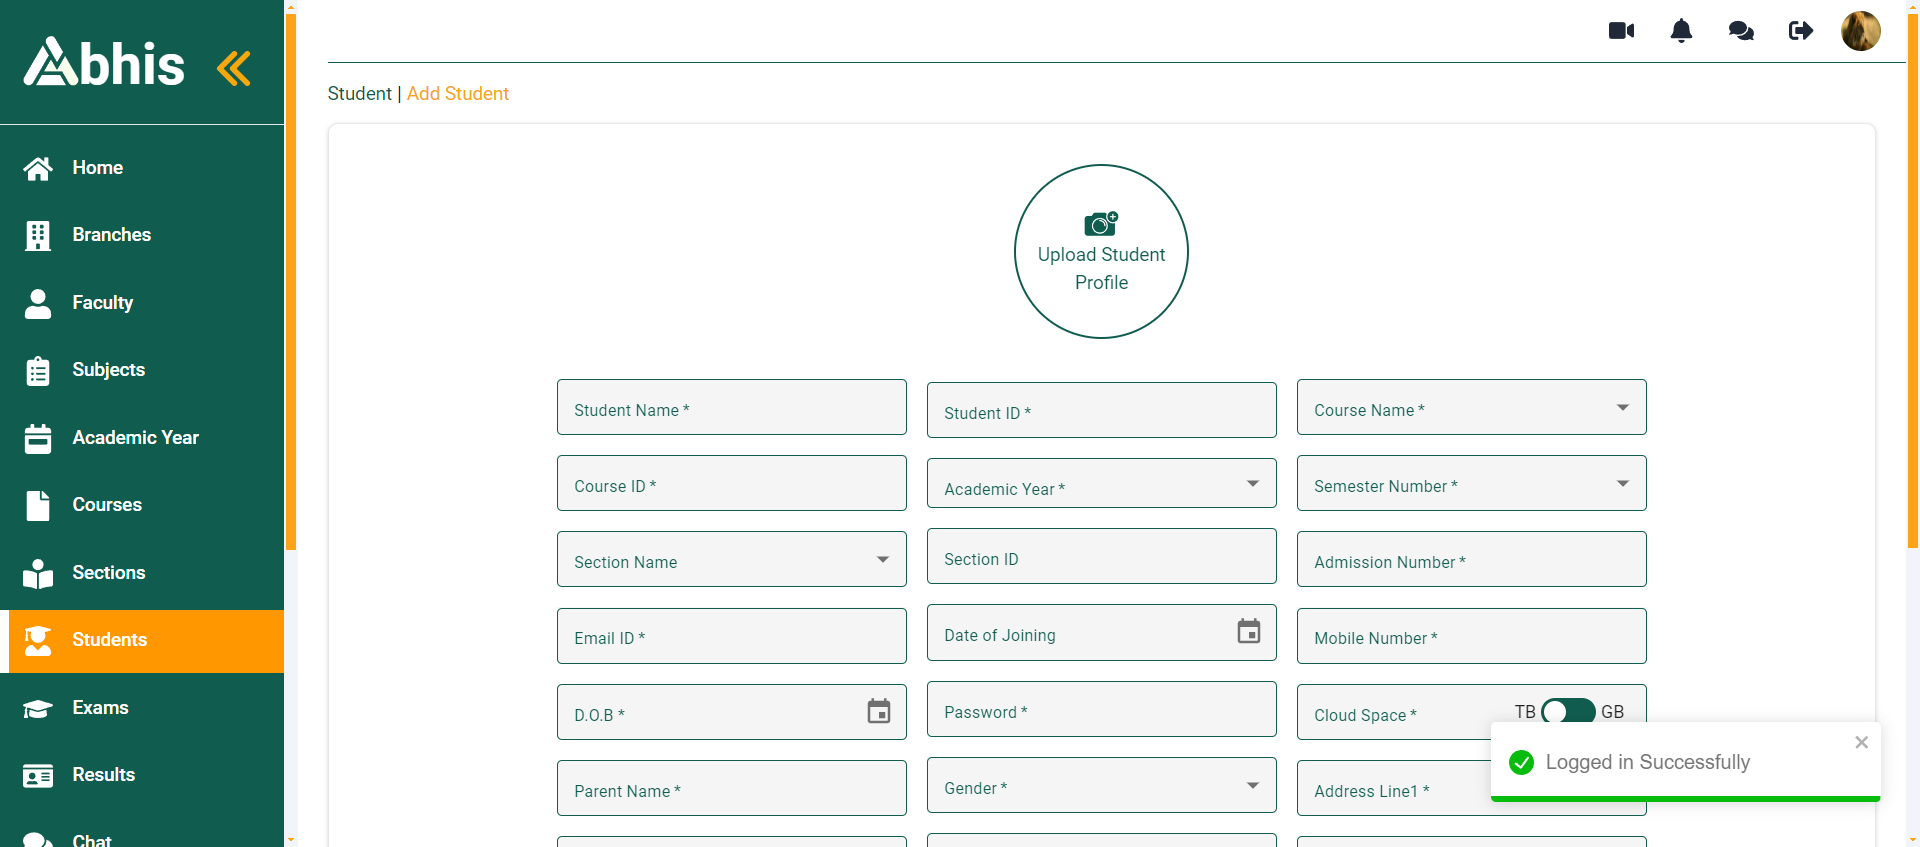 Abhis
Student | Add Student
Home
Branches
Faculty
Subjects
Academic Year
Courses
Sections
Students
Exams
Results
Chat
Upload Student
Profile
Student Name *
Student ID *
Course Name *
Course ID *
Academic Year *
Semester Number *
Section Name
Section ID
Admission Number *
Email ID *
Date of Joining
Mobile Number *
D.O.B *
Password *
Cloud Space *
TB
GB
Parent Name *
Gender *
Address Line1 *
Logged in Successfully